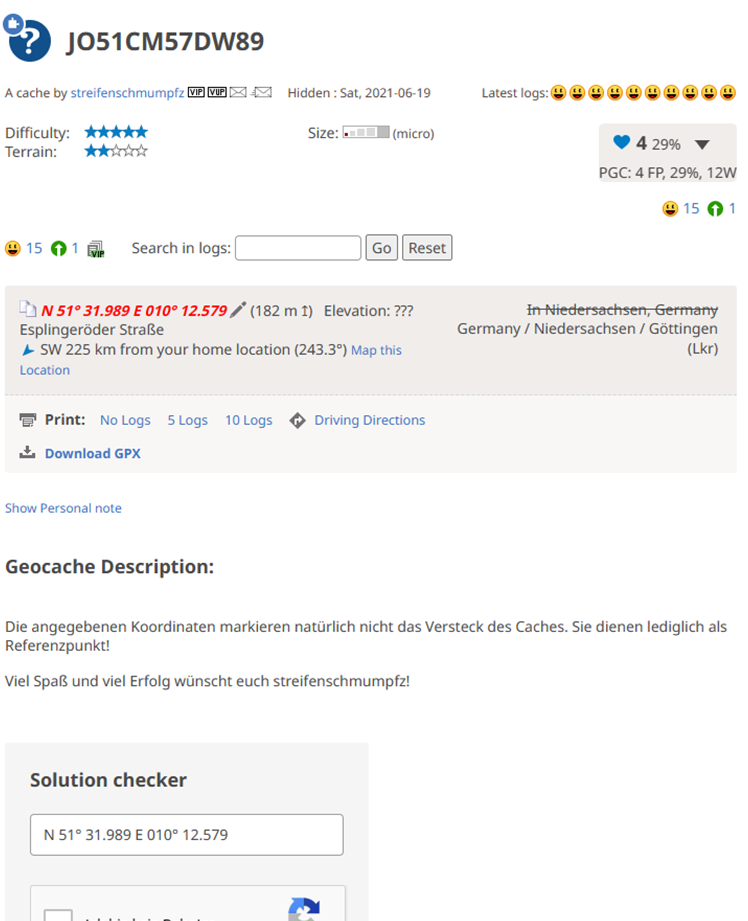 JO51CM57DW89
A cache by streifenschmumpfz VIP VUP Hidden : Sat, 2021-06-19 Latest logs:
Difficulty:
Size: (micro)
Terrain:
4 29%
PGC: 4 FP, 29%, 12W
15 1
15 1 VIP Search in logs: Go Reset
N 51° 31.989 E 010° 12.579 (182 m ↥) Elevation: ???
In Niedersachsen, Germany
Esplingeröder Straße
Germany / Niedersachsen / Göttingen
SW 225 km from your home location (243.3°) Map this
(Lkr)
Location
Print: No Logs 5 Logs 10 Logs Driving Directions
Download GPX
Show Personal note
Geocache Description:
Die angegebenen Koordinaten markieren natürlich nicht das Versteck des Caches. Sie dienen lediglich als
Referenzpunkt!
Viel Spaß und viel Erfolg wünscht euch streifenschmumpfz!
Solution checker
N 51° 31.989 E 010° 12.579